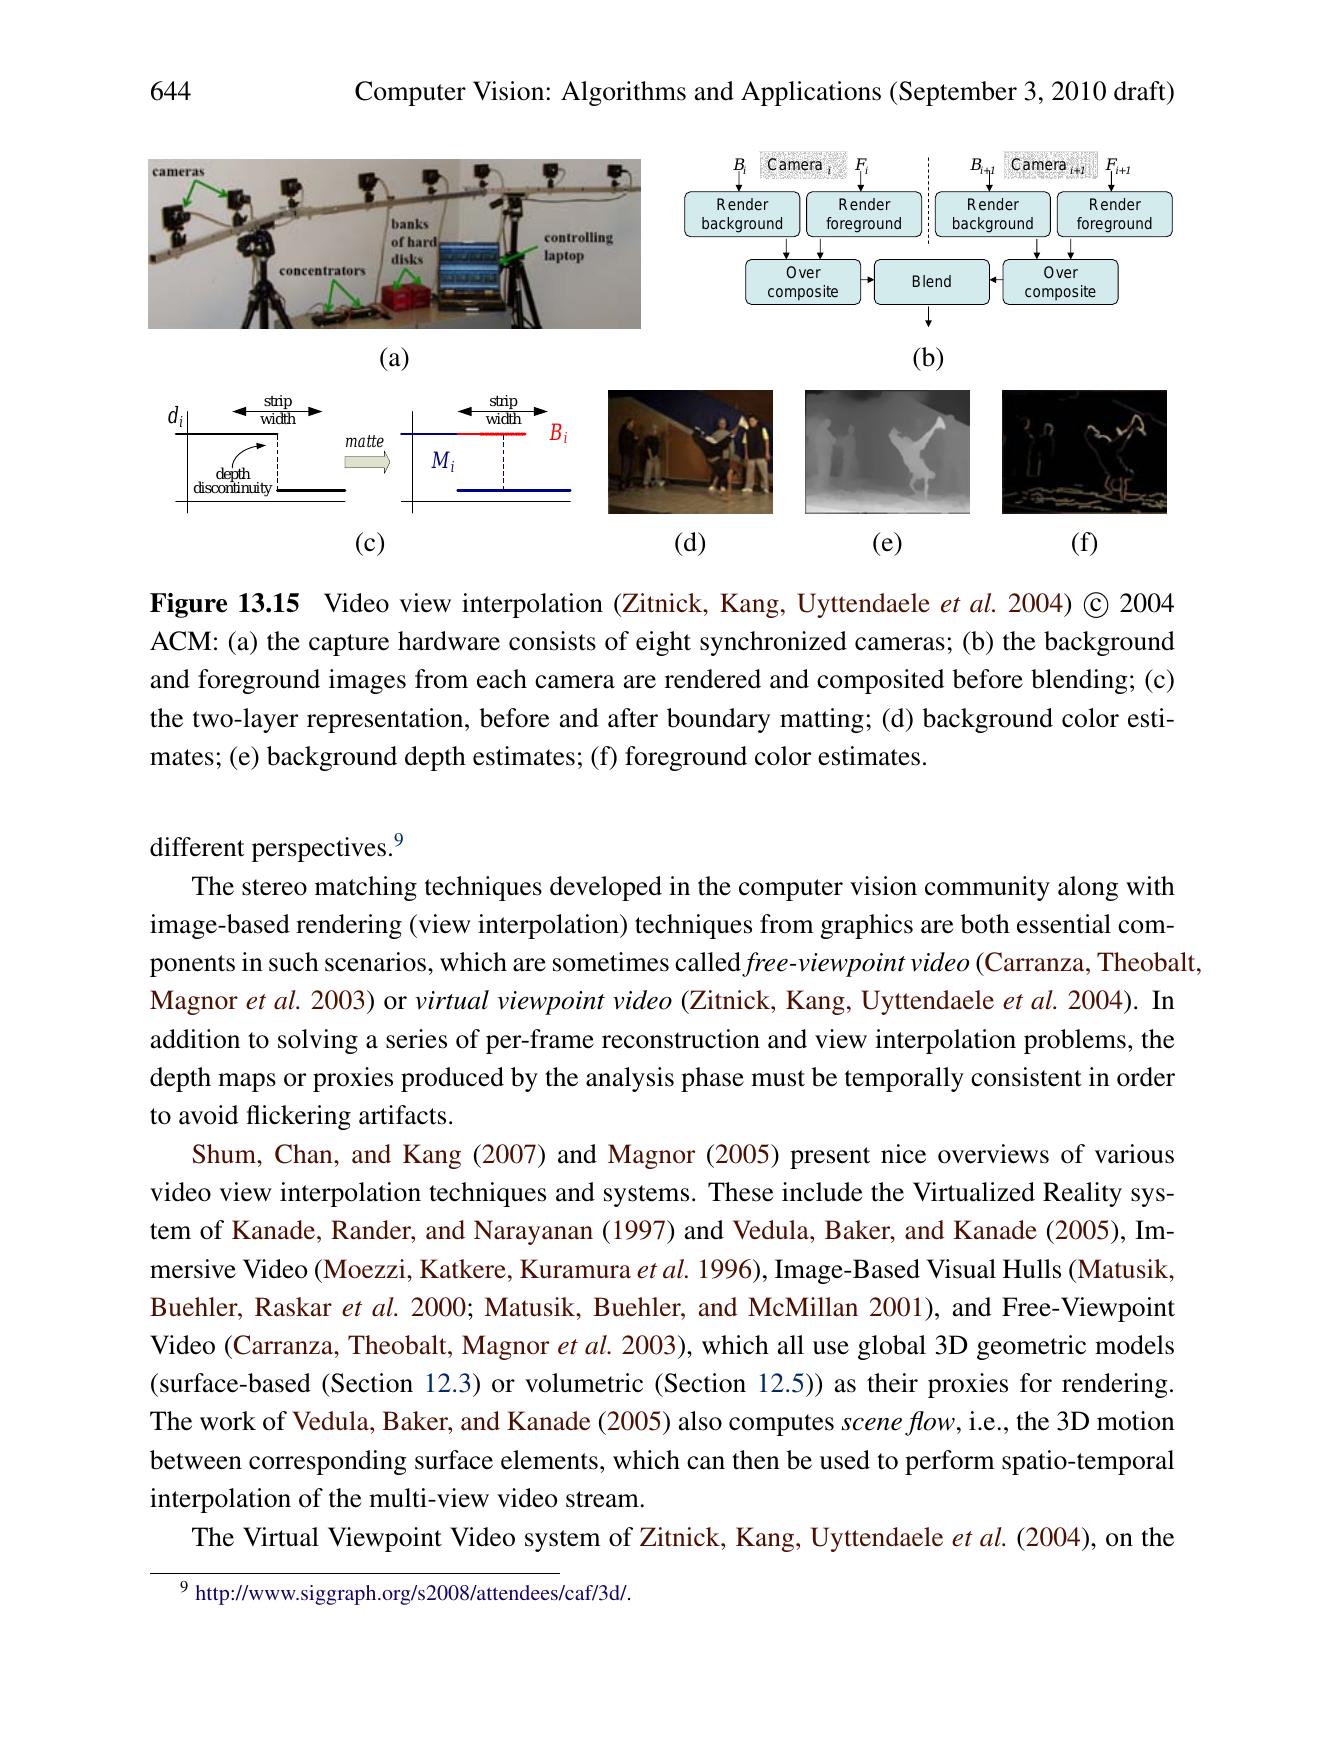 644 Computer Vision: Algorithms and Applications (September 3, 2010 draft)
cameras
banks
of hard
disks
controlling
laptop
concentrators
(a)
B_i Camera_i F_i B_{i+1} Camera_{i+1} F_{i+1}
Render background
Render foreground
Render background
Render foreground
Over composite
Blend
Over composite
(b)
d_i
strip width
depth discontinuity
matte
strip width
M_i
B_i
(c)
(d)
(e)
(f)
Figure 13.15 Video view interpolation (Zitnick, Kang, Uyttendaele et al. 2004) © 2004
ACM: (a) the capture hardware consists of eight synchronized cameras; (b) the background
and foreground images from each camera are rendered and composited before blending; (c)
the two-layer representation, before and after boundary matting; (d) background color esti-
mates; (e) background depth estimates; (f) foreground color estimates.
different perspectives.9
The stereo matching techniques developed in the computer vision community along with
image-based rendering (view interpolation) techniques from graphics are both essential com-
ponents in such scenarios, which are sometimes called free-viewpoint video (Carranza, Theobalt,
Magnor et al. 2003) or virtual viewpoint video (Zitnick, Kang, Uyttendaele et al. 2004). In
addition to solving a series of per-frame reconstruction and view interpolation problems, the
depth maps or proxies produced by the analysis phase must be temporally consistent in order
to avoid flickering artifacts.
Shum, Chan, and Kang (2007) and Magnor (2005) present nice overviews of various
video view interpolation techniques and systems. These include the Virtualized Reality sys-
tem of Kanade, Rander, and Narayanan (1997) and Vedula, Baker, and Kanade (2005), Im-
mersive Video (Moezzi, Katkere, Kuramura et al. 1996), Image-Based Visual Hulls (Matusik,
Buehler, Raskar et al. 2000; Matusik, Buehler, and McMillan 2001), and Free-Viewpoint
Video (Carranza, Theobalt, Magnor et al. 2003), which all use global 3D geometric models
(surface-based (Section 12.3) or volumetric (Section 12.5)) as their proxies for rendering.
The work of Vedula, Baker, and Kanade (2005) also computes scene flow, i.e., the 3D motion
between corresponding surface elements, which can then be used to perform spatio-temporal
interpolation of the multi-view video stream.
The Virtual Viewpoint Video system of Zitnick, Kang, Uyttendaele et al. (2004), on the
9 http://www.siggraph.org/s2008/attendees/caf/3d/.